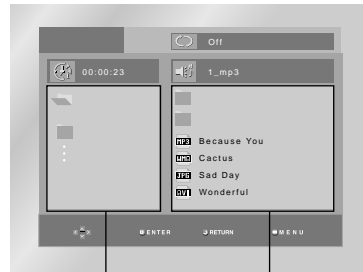 Off
00:00:23 1_mp3
MP3 Because You
WMA Cactus
JPG Sad Day
AVI Wonderful
ENTER RETURN MENU